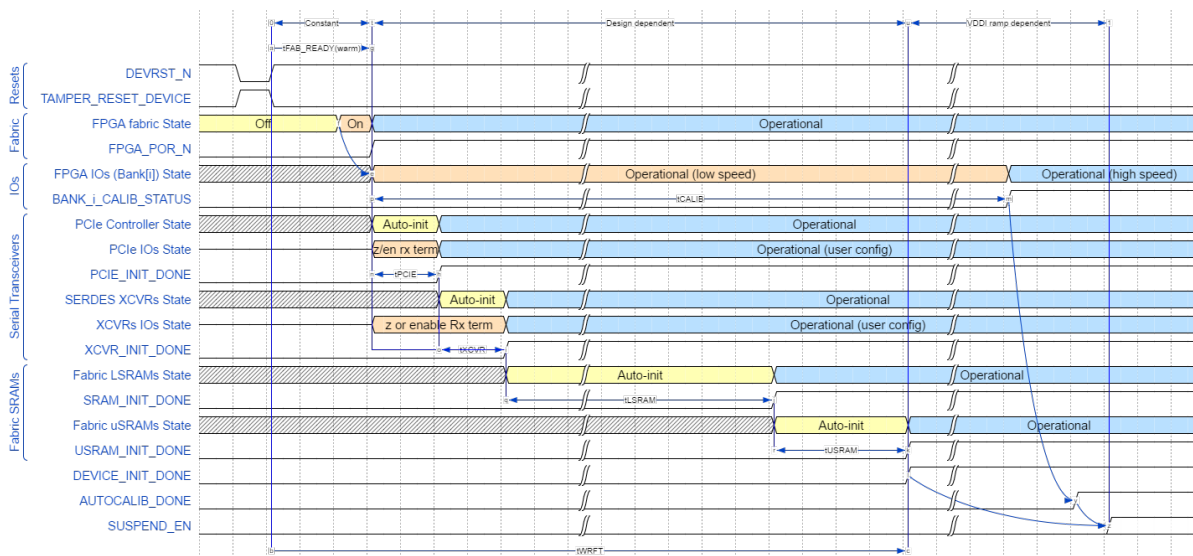 Constant Design dependent VDDI ramp dependent
tFAB_READY(warm)
Resets
DEVRST_N
TAMPER_RESET_DEVICE
Fabric
FPGA fabric State Off On Operational
FPGA_POR_N
IOs
FPGA IOs (Bank[i]) State Operational (low speed) Operational (high speed)
BANK_i_CALIB_STATUS tCALIB
Serial Transceivers
PCIe Controller State Auto-init Operational
PCIe IOs State z/en rx term Operational (user config)
PCIE_INIT_DONE tPCIE
SERDES XCVRs State Auto-init Operational
XCVRs IOs State z or enable Rx term Operational (user config)
XCVR_INIT_DONE tXCVR
Fabric SRAMs
Fabric LSRAMs State Auto-init Operational
SRAM_INIT_DONE tLSRAM
Fabric uSRAMs State Auto-init Operational
USRAM_INIT_DONE tUSRAM
DEVICE_INIT_DONE
AUTOCALIB_DONE
SUSPEND_EN
tWRFT